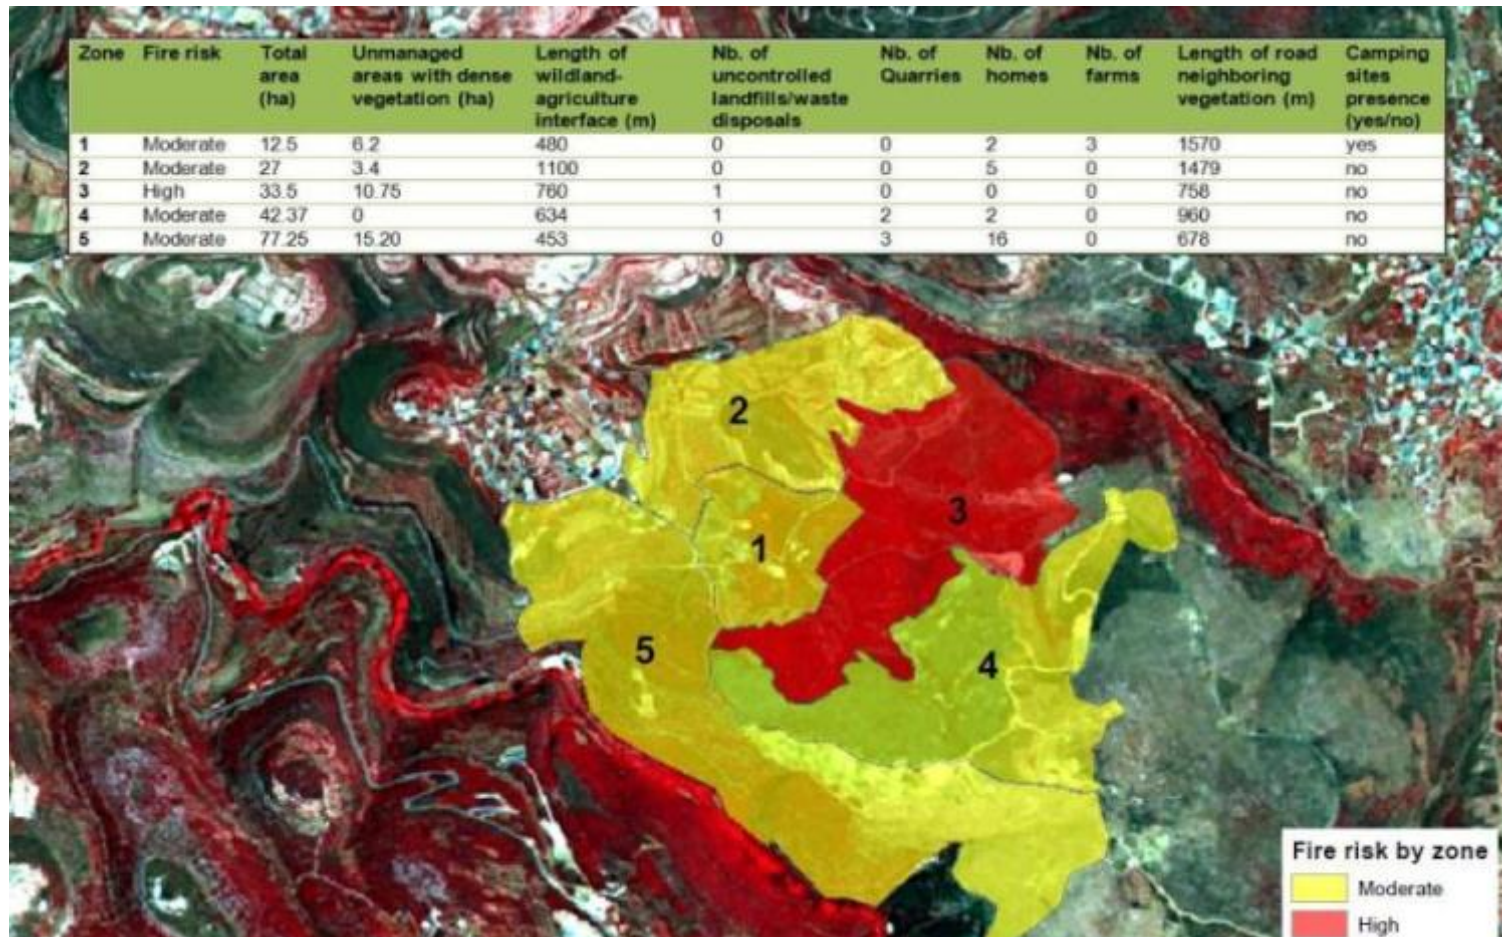 Zone Fire risk Total area (ha) Unmanaged areas with dense vegetation (ha) Length of wildland-agriculture interface (m) Nb. of uncontrolled landfills/waste disposals Nb. of Quarries Nb. of homes Nb. of farms Length of road neighboring vegetation (m) Camping sites presence (yes/no)
1 Moderate 12.5 6.2 480 0 0 2 3 1570 yes
2 Moderate 27 3.4 1100 0 0 5 0 1479 no
3 High 33.5 10.75 760 1 0 0 0 758 no
4 Moderate 42.37 0 634 1 2 2 0 960 no
5 Moderate 77.25 15.20 453 0 3 16 0 678 no
2
3
1
5
4
Fire risk by zone
Moderate
High